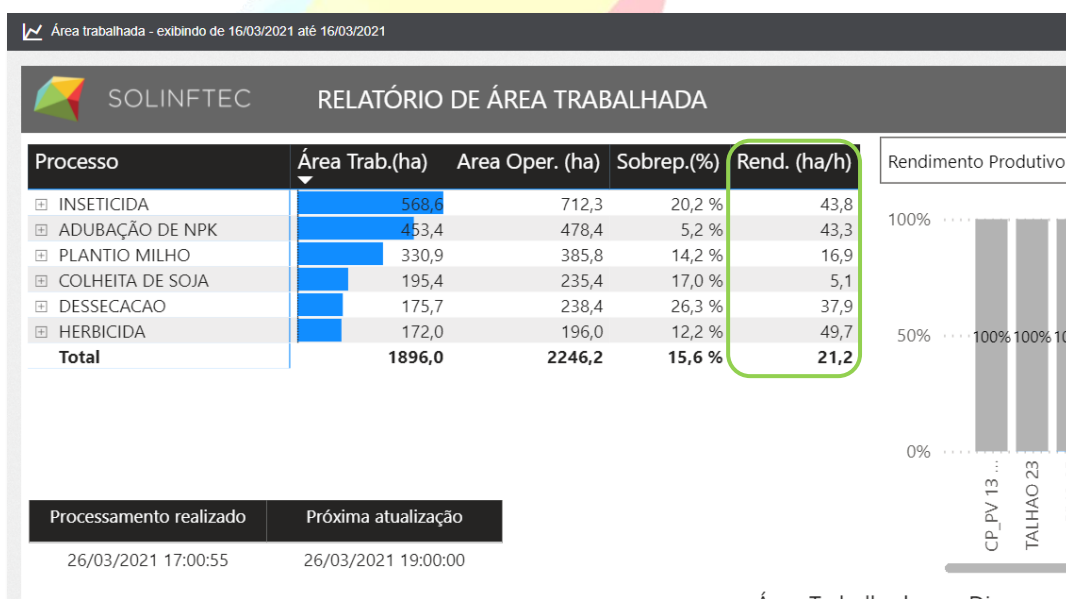 Área trabalhada - exibindo de 16/03/2021 até 16/03/2021
SOLINFTEC RELATÓRIO DE ÁREA TRABALHADA
Processo Área Trab.(ha) Area Oper. (ha) Sobrep.(%) Rend. (ha/h)
INSETICIDA 568,6 712,3 20,2 % 43,8
ADUBAÇÃO DE NPK 453,4 478,4 5,2 % 43,3
PLANTIO MILHO 330,9 385,8 14,2 % 16,9
COLHEITA DE SOJA 195,4 235,4 17,0 % 5,1
DESSECACAO 175,7 238,4 26,3 % 37,9
HERBICIDA 172,0 196,0 12,2 % 49,7
Total 1896,0 2246,2 15,6 % 21,2
Rendimento Produtivo
100%
50% 100% 100%
0%
CP_PV 13 ...
TALHAO 23
Processamento realizado Próxima atualização
26/03/2021 17:00:55 26/03/2021 19:00:00